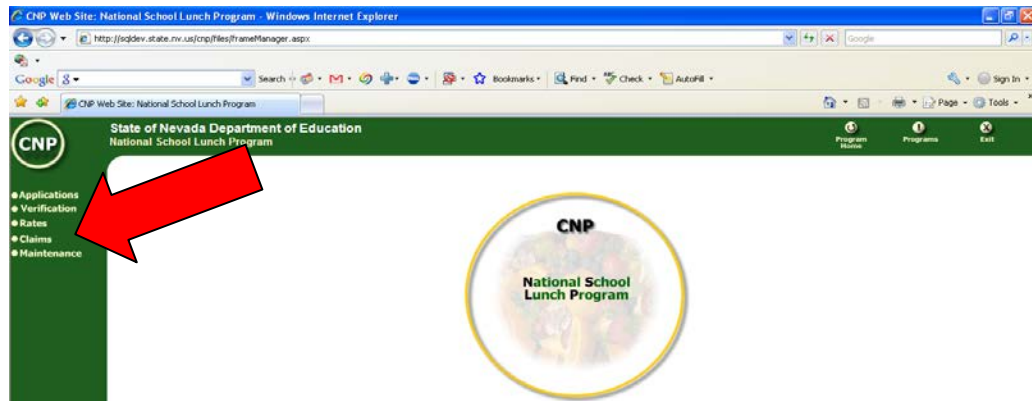 CNP Web Site: National School Lunch Program - Windows Internet Explorer
http://sqldev.state.nv.us/cnp/files/frameManager.aspx
Google
Google
Search
Bookmarks
Find
Check
AutoFill
Sign In
CNP Web Site: National School Lunch Program
Page
Tools
CNP
State of Nevada Department of Education
National School Lunch Program
Program Home
Programs
Exit
Applications
Verification
Rates
Claims
Maintenance
CNP
National School
Lunch Program